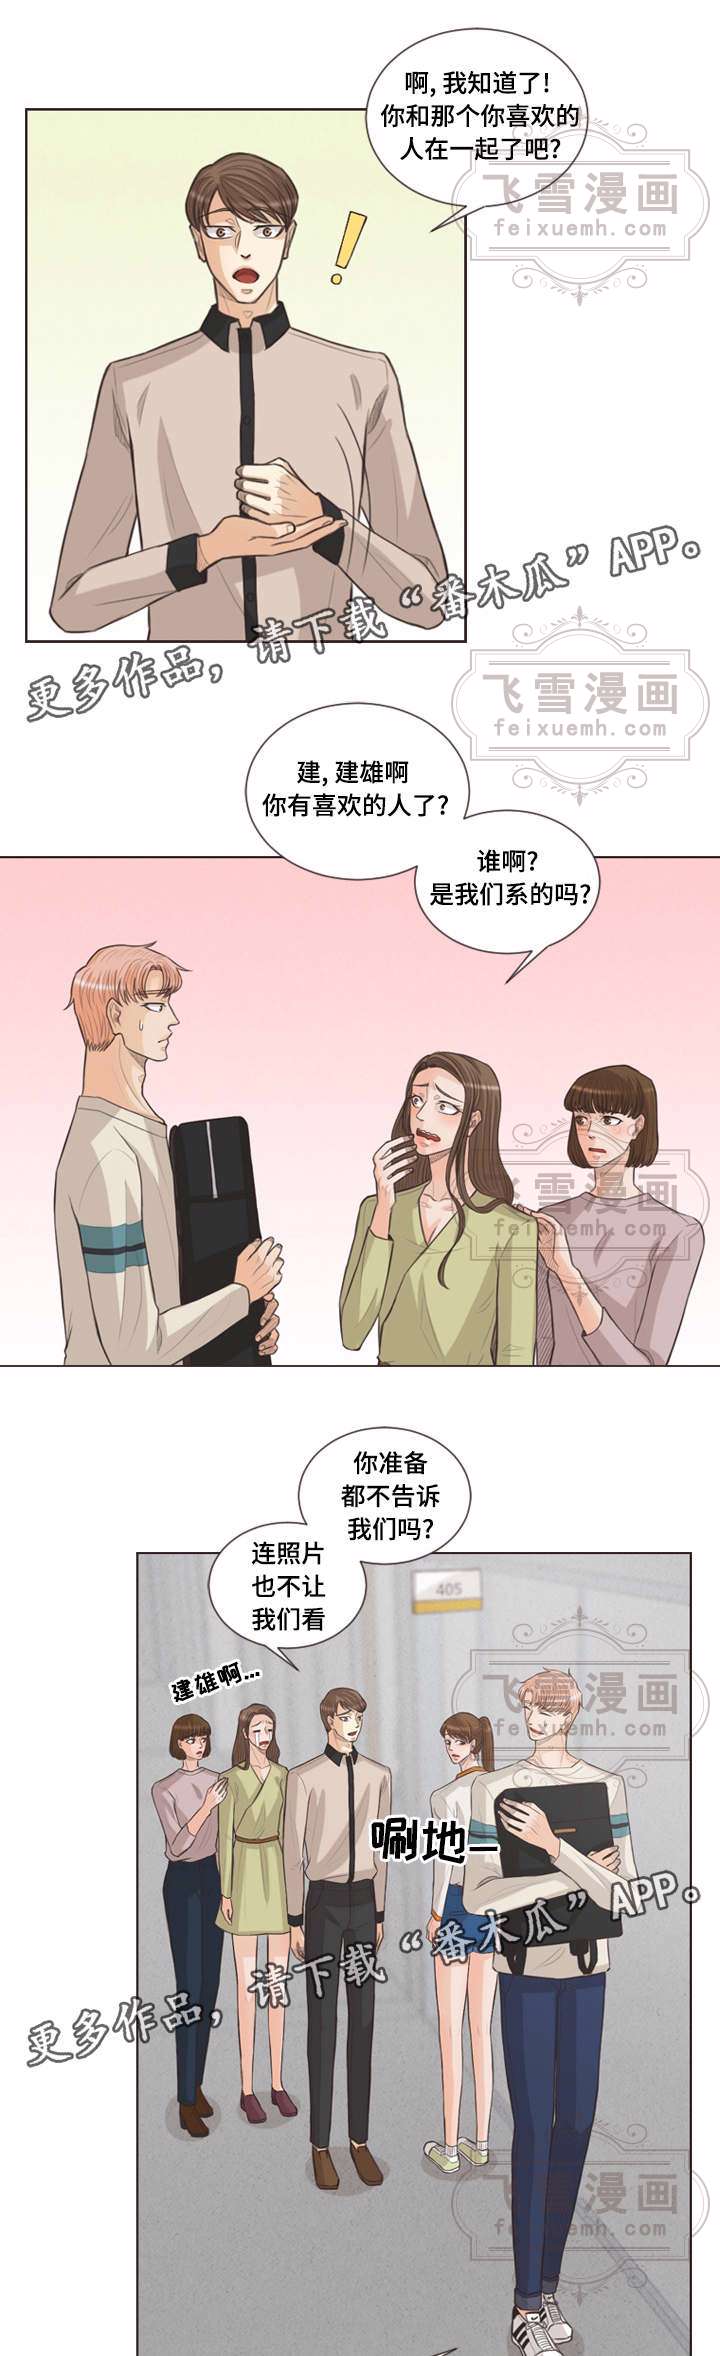 啊, 我知道了!
你和那个你喜欢的
人在一起了吧?
飞雪漫画
feixuemh.com
更多作品，请下载“番木瓜”APP。
飞雪漫画
feixuemh.com
建, 建雄啊
你有喜欢的人了?
谁啊?
是我们系的吗?
飞雪漫画
feixuemh.com
你准备
都不告诉
我们吗?
连照片
也不让
我们看
405
建雄啊...
飞雪漫画
feixuemh.com
唰地–
更多作品，请下载“番木瓜”APP。
飞雪漫画
feixuemh.com